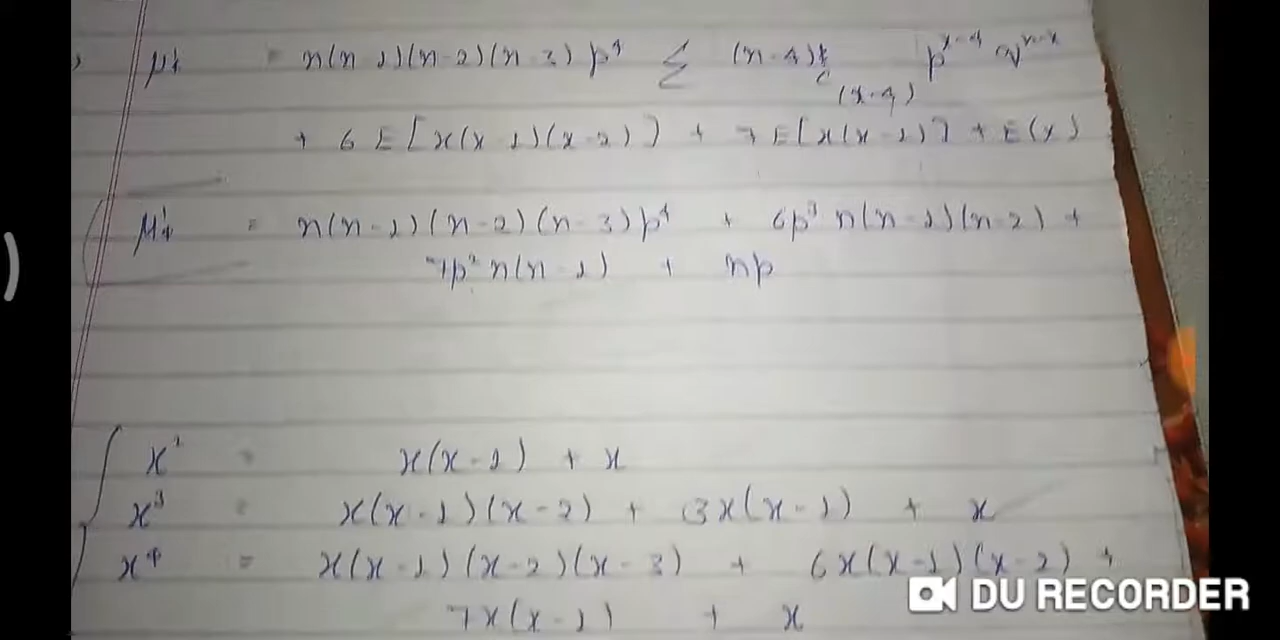 μ₄' = n(n-1)(n-2)(n-3) p⁴ Σ (n-4) C (x-4) p^(x-4) q^(n-x)
+ 6 E[x(x-1)(x-2)] + 7 E[x(x-1)] + E(x)
μ₄' = n(n-1)(n-2)(n-3)p⁴ + 6p³ n(n-1)(n-2) +
7p² n(n-1) + np
x² = x(x-1) + x
x³ = x(x-1)(x-2) + 3x(x-1) + x
x⁴ = x(x-1)(x-2)(x-3) + 6x(x-1)(x-2) +
7x(x-1) + x
DU RECORDER